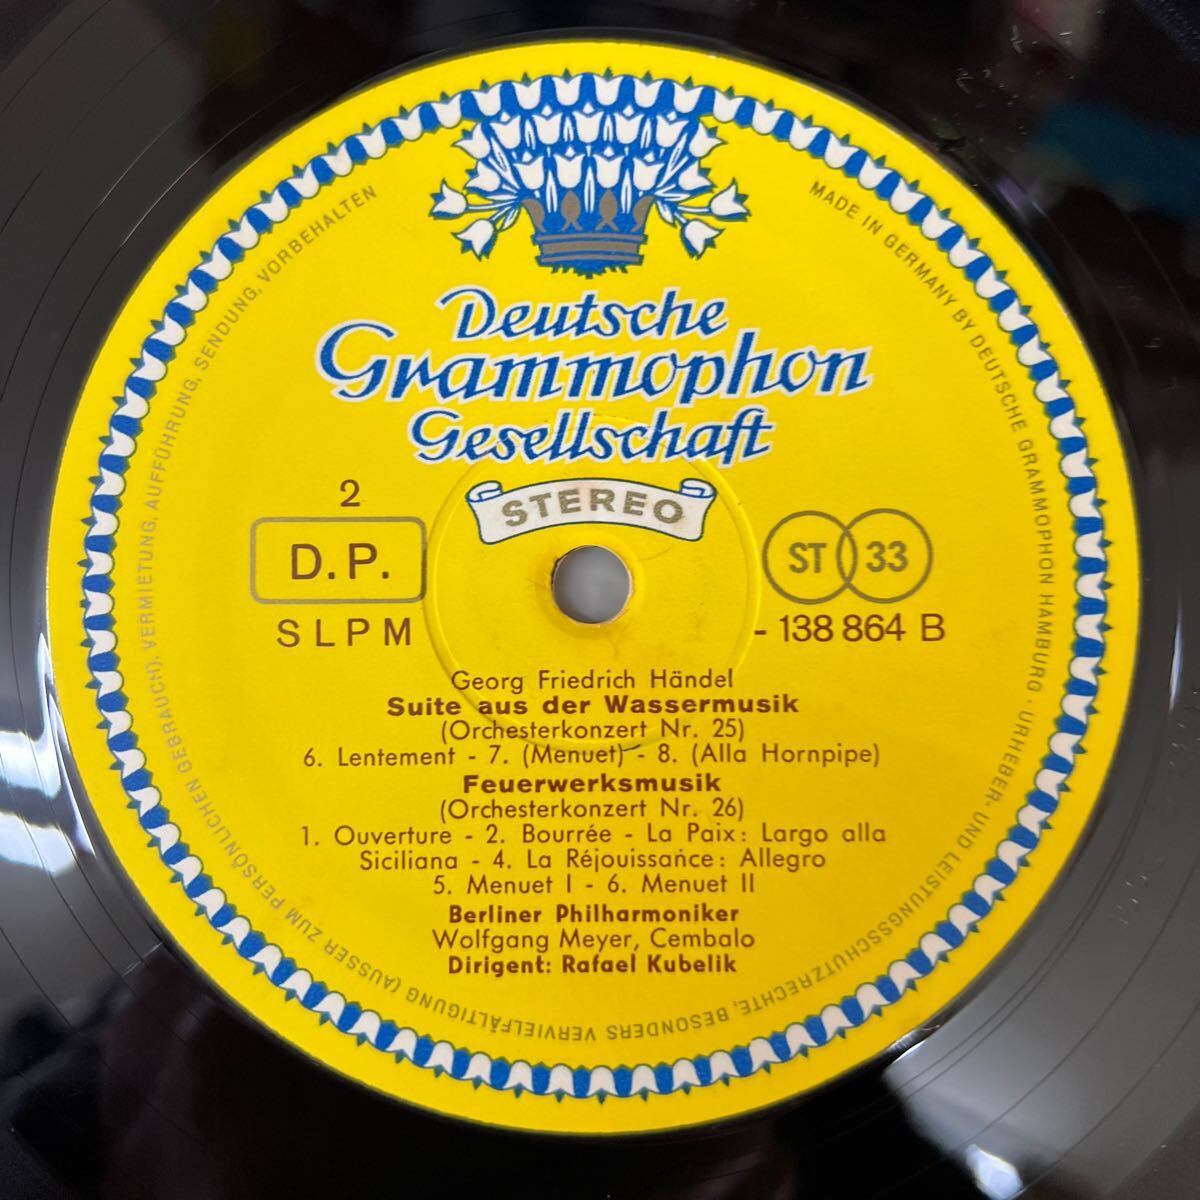 Deutsche
Grammophon
Gesellschaft
STEREO
2
D.P.
ST 33
SLPM - 138 864 B
Georg Friedrich Händel
Suite aus der Wassermusik
(Orchesterkonzert Nr. 25)
6. Lentement - 7. (Menuet) - 8. (Alla Hornpipe)
Feuerwerksmusik
(Orchesterkonzert Nr. 26)
1. Ouverture - 2. Bourrée - La Paix: Largo alla
Siciliana - 4. La Réjouissance: Allegro
5. Menuet I - 6. Menuet II
Berliner Philharmoniker
Wolfgang Meyer, Cembalo
Dirigent: Rafael Kubelik
MADE IN GERMANY BY DEUTSCHE GRAMMOPHON HAMBURG · URHEBER- UND LEISTUNGSSCHUTZRECHTE, BESONDERS VERVIELFÄLTIGUNG (AUSSER ZUM PERSÖNLICHEN GEBRAUCH), VERMIETUNG, AUFFÜHRUNG, SENDUNG, VORBEHALTEN